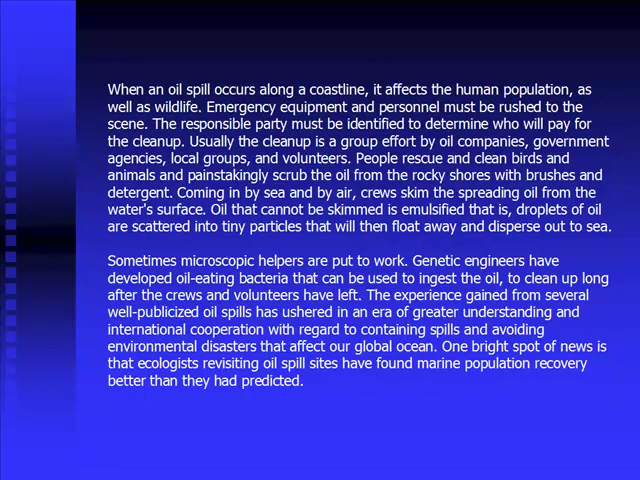 When an oil spill occurs along a coastline, it affects the human population, as
well as wildlife. Emergency equipment and personnel must be rushed to the
scene. The responsible party must be identified to determine who will pay for
the cleanup. Usually the cleanup is a group effort by oil companies, government
agencies, local groups, and volunteers. People rescue and clean birds and
animals and painstakingly scrub the oil from the rocky shores with brushes and
detergent. Coming in by sea and by air, crews skim the spreading oil from the
water's surface. Oil that cannot be skimmed is emulsified that is, droplets of oil
are scattered into tiny particles that will then float away and disperse out to sea.
Sometimes microscopic helpers are put to work. Genetic engineers have
developed oil-eating bacteria that can be used to ingest the oil, to clean up long
after the crews and volunteers have left. The experience gained from several
well-publicized oil spills has ushered in an era of greater understanding and
international cooperation with regard to containing spills and avoiding
environmental disasters that affect our global ocean. One bright spot of news is
that ecologists revisiting oil spill sites have found marine population recovery
better than they had predicted.